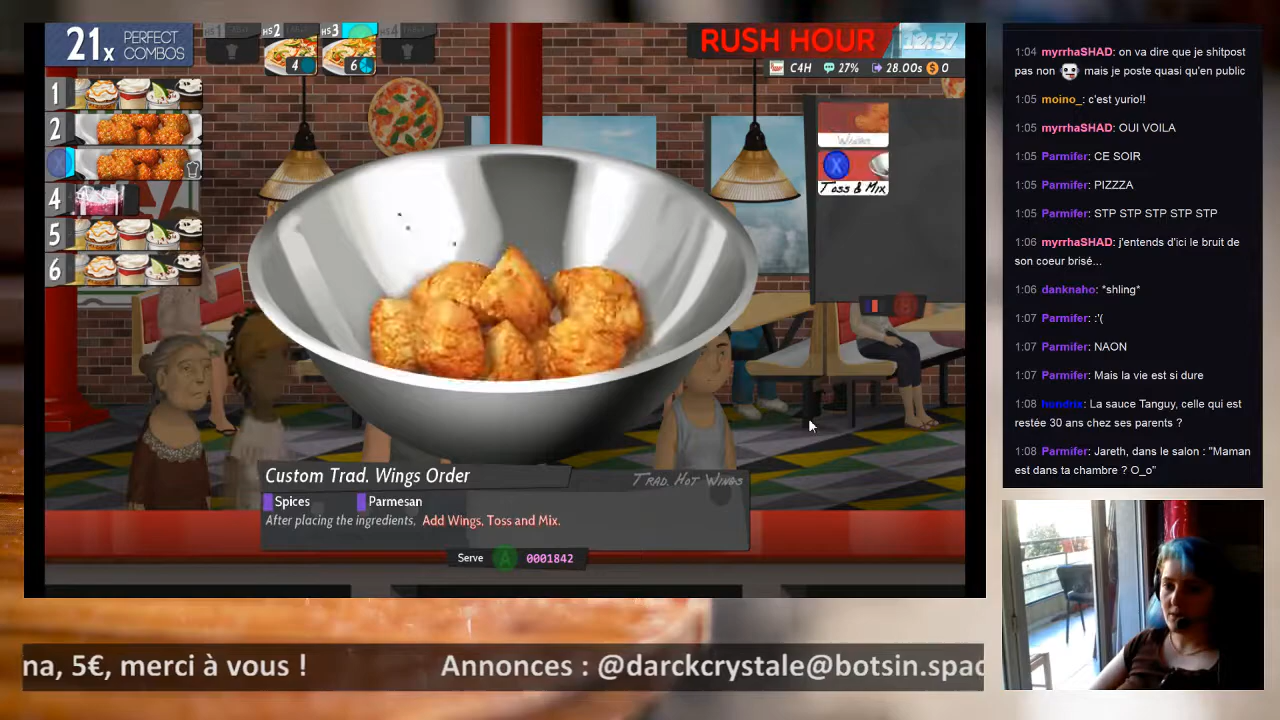 21x PERFECT COMBOS
HS2
HS3
4
6
RUSH HOUR
12:57
C4H 27% 28.00s 0
1
2
4
5
6
Wings
X
Toss & Mix
Custom Trad. Wings Order
Trad. Hot Wings
Spices Parmesan
After placing the ingredients, Add Wings, Toss and Mix.
Serve A 0001842
1:04 myrrhaSHAD: on va dire que je shitpost
pas non mais je poste quasi qu'en public
1:05 moino_: c'est yurio!!
1:05 myrrhaSHAD: OUI VOILA
1:05 Parmifer: CE SOIR
1:05 Parmifer: PIZZZA
1:05 Parmifer: STP STP STP STP STP
1:06 myrrhaSHAD: j'entends d'ici le bruit de
son coeur brisé...
1:06 danknaho: *shling*
1:07 Parmifer: :'(
1:07 Parmifer: NAON
1:07 Parmifer: Mais la vie est si dure
1:08 hundrix: La sauce Tanguy, celle qui est
restée 30 ans chez ses parents ?
1:08 Parmifer: Jareth, dans le salon : "Maman
est dans ta chambre ? O_o"
na, 5€, merci à vous ! Annonces : @darckcrystale@botsin.spac